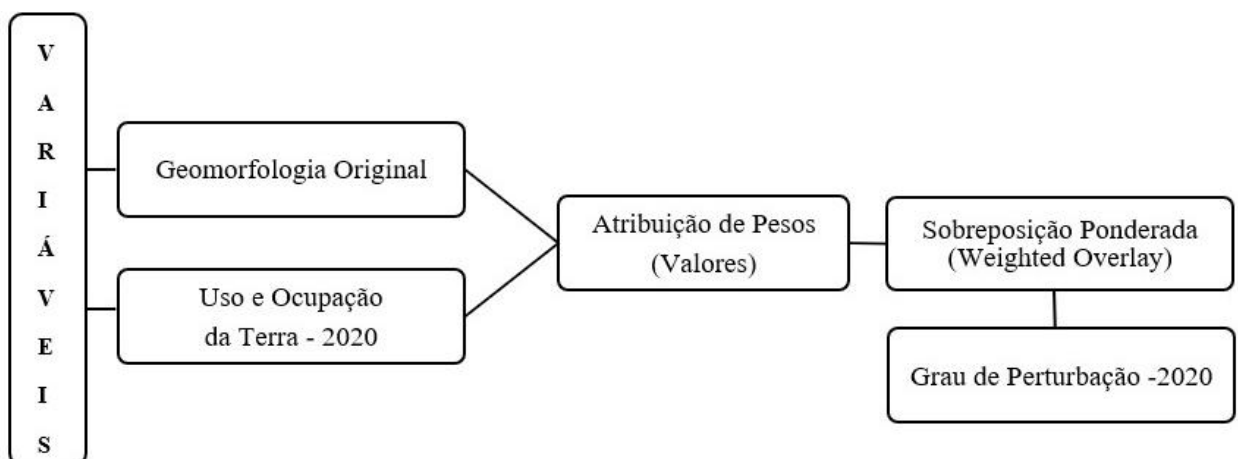 V
A
R
I
Á
V
E
I
S
Geomorfologia Original
Uso e Ocupação
da Terra - 2020
Atribuição de Pesos
(Valores)
Sobreposição Ponderada
(Weighted Overlay)
Grau de Perturbação -2020